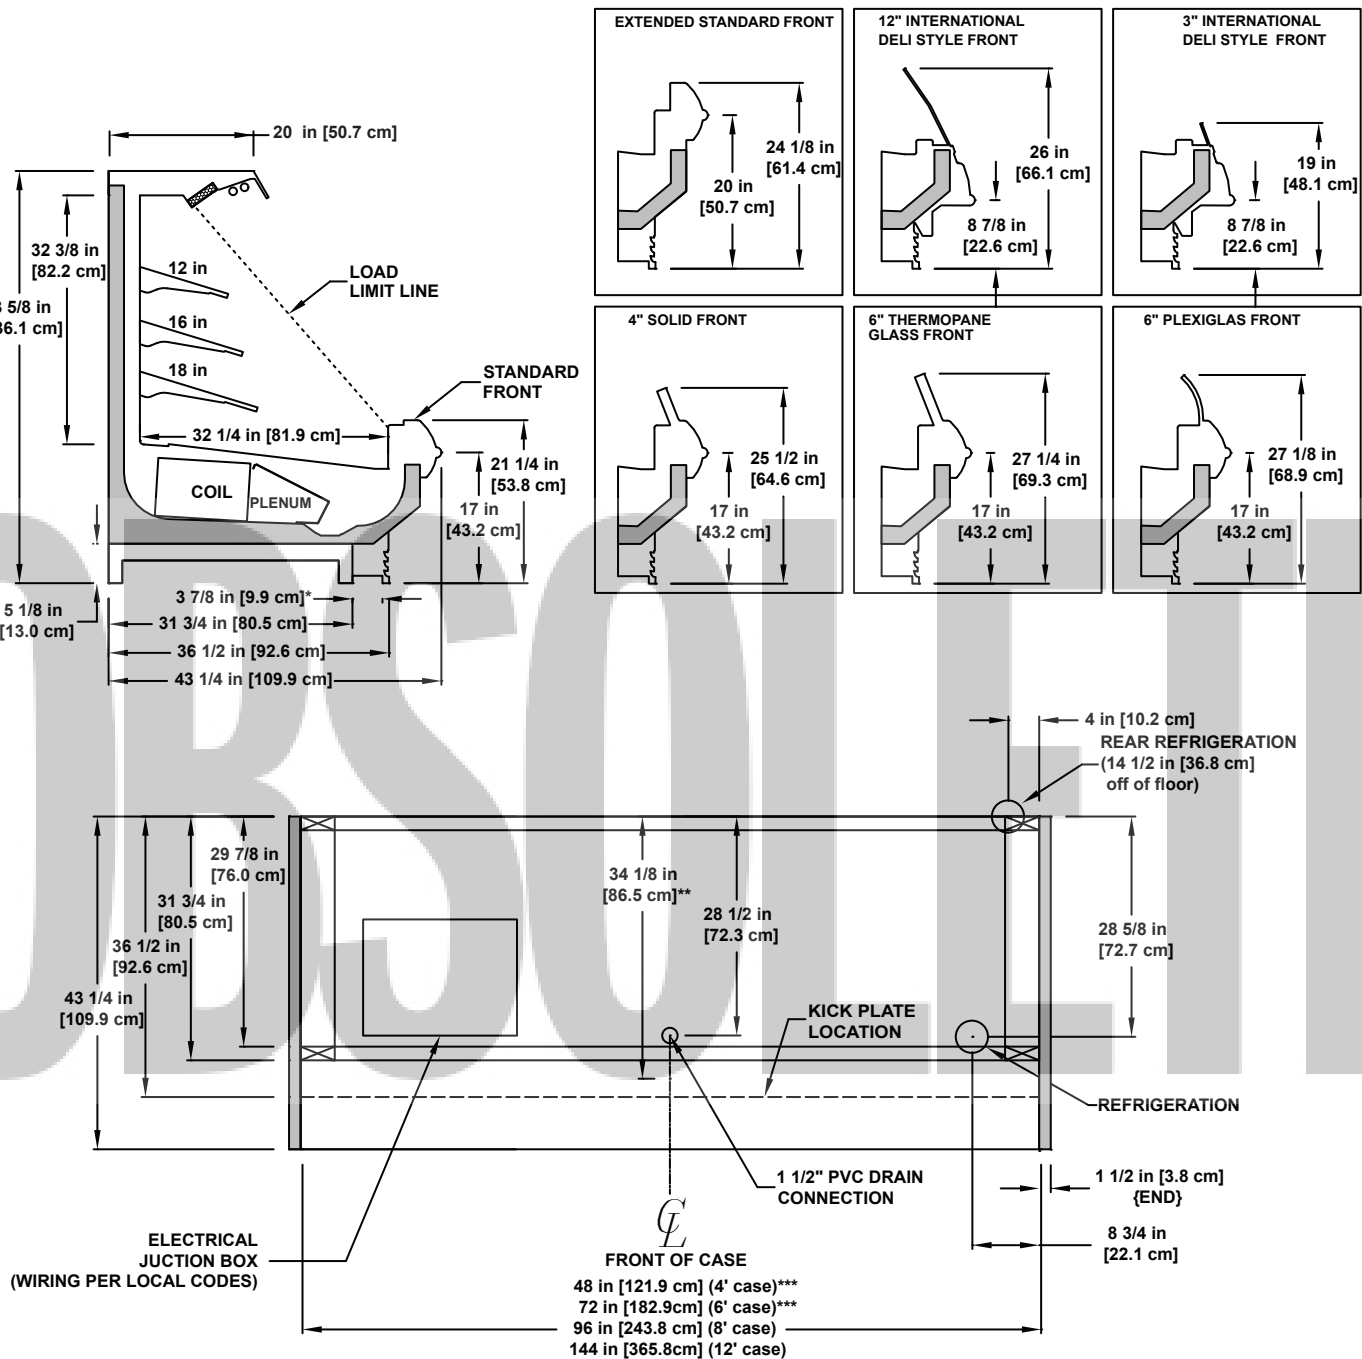 EXTENDED STANDARD FRONT
24 1/8 in
[61.4 cm]
20 in
[50.7 cm]
12" INTERNATIONAL
DELI STYLE FRONT
26 in
[66.1 cm]
8 7/8 in
[22.6 cm]
3" INTERNATIONAL
DELI STYLE FRONT
19 in
[48.1 cm]
8 7/8 in
[22.6 cm]
20 in [50.7 cm]
32 3/8 in
[82.2 cm]
5/8 in
36.1 cm]
12 in
16 in
18 in
LOAD
LIMIT LINE
STANDARD
FRONT
32 1/4 in [81.9 cm]
COIL
PLENUM
21 1/4 in
[53.8 cm]
17 in
[43.2 cm]
5 1/8 in
[13.0 cm]
3 7/8 in [9.9 cm]*
31 3/4 in [80.5 cm]
36 1/2 in [92.6 cm]
43 1/4 in [109.9 cm]
4" SOLID FRONT
25 1/2 in
[64.6 cm]
17 in
[43.2 cm]
6" THERMOPANE
GLASS FRONT
27 1/4 in
[69.3 cm]
17 in
[43.2 cm]
6" PLEXIGLAS FRONT
27 1/8 in
[68.9 cm]
17 in
[43.2 cm]
OBSOLETE
4 in [10.2 cm]
REAR REFRIGERATION
(14 1/2 in [36.8 cm]
off of floor)
29 7/8 in
[76.0 cm]
31 3/4 in
[80.5 cm]
36 1/2 in
[92.6 cm]
43 1/4 in
[109.9 cm]
34 1/8 in
[86.5 cm]**
28 1/2 in
[72.3 cm]
28 5/8 in
[72.7 cm]
KICK PLATE
LOCATION
REFRIGERATION
1 1/2" PVC DRAIN
CONNECTION
1 1/2 in [3.8 cm]
{END}
8 3/4 in
[22.1 cm]
ELECTRICAL
JUCTION BOX
(WIRING PER LOCAL CODES)
CL
FRONT OF CASE
48 in [121.9 cm] (4' case)***
72 in [182.9cm] (6' case)***
96 in [243.8 cm] (8' case)
144 in [365.8cm] (12' case)